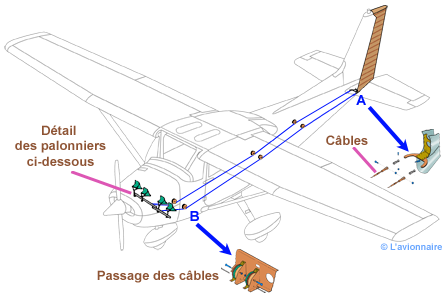 A
Câbles
Détail
des palonniers
ci-dessous
B
© L'avionnaire
Passage des câbles